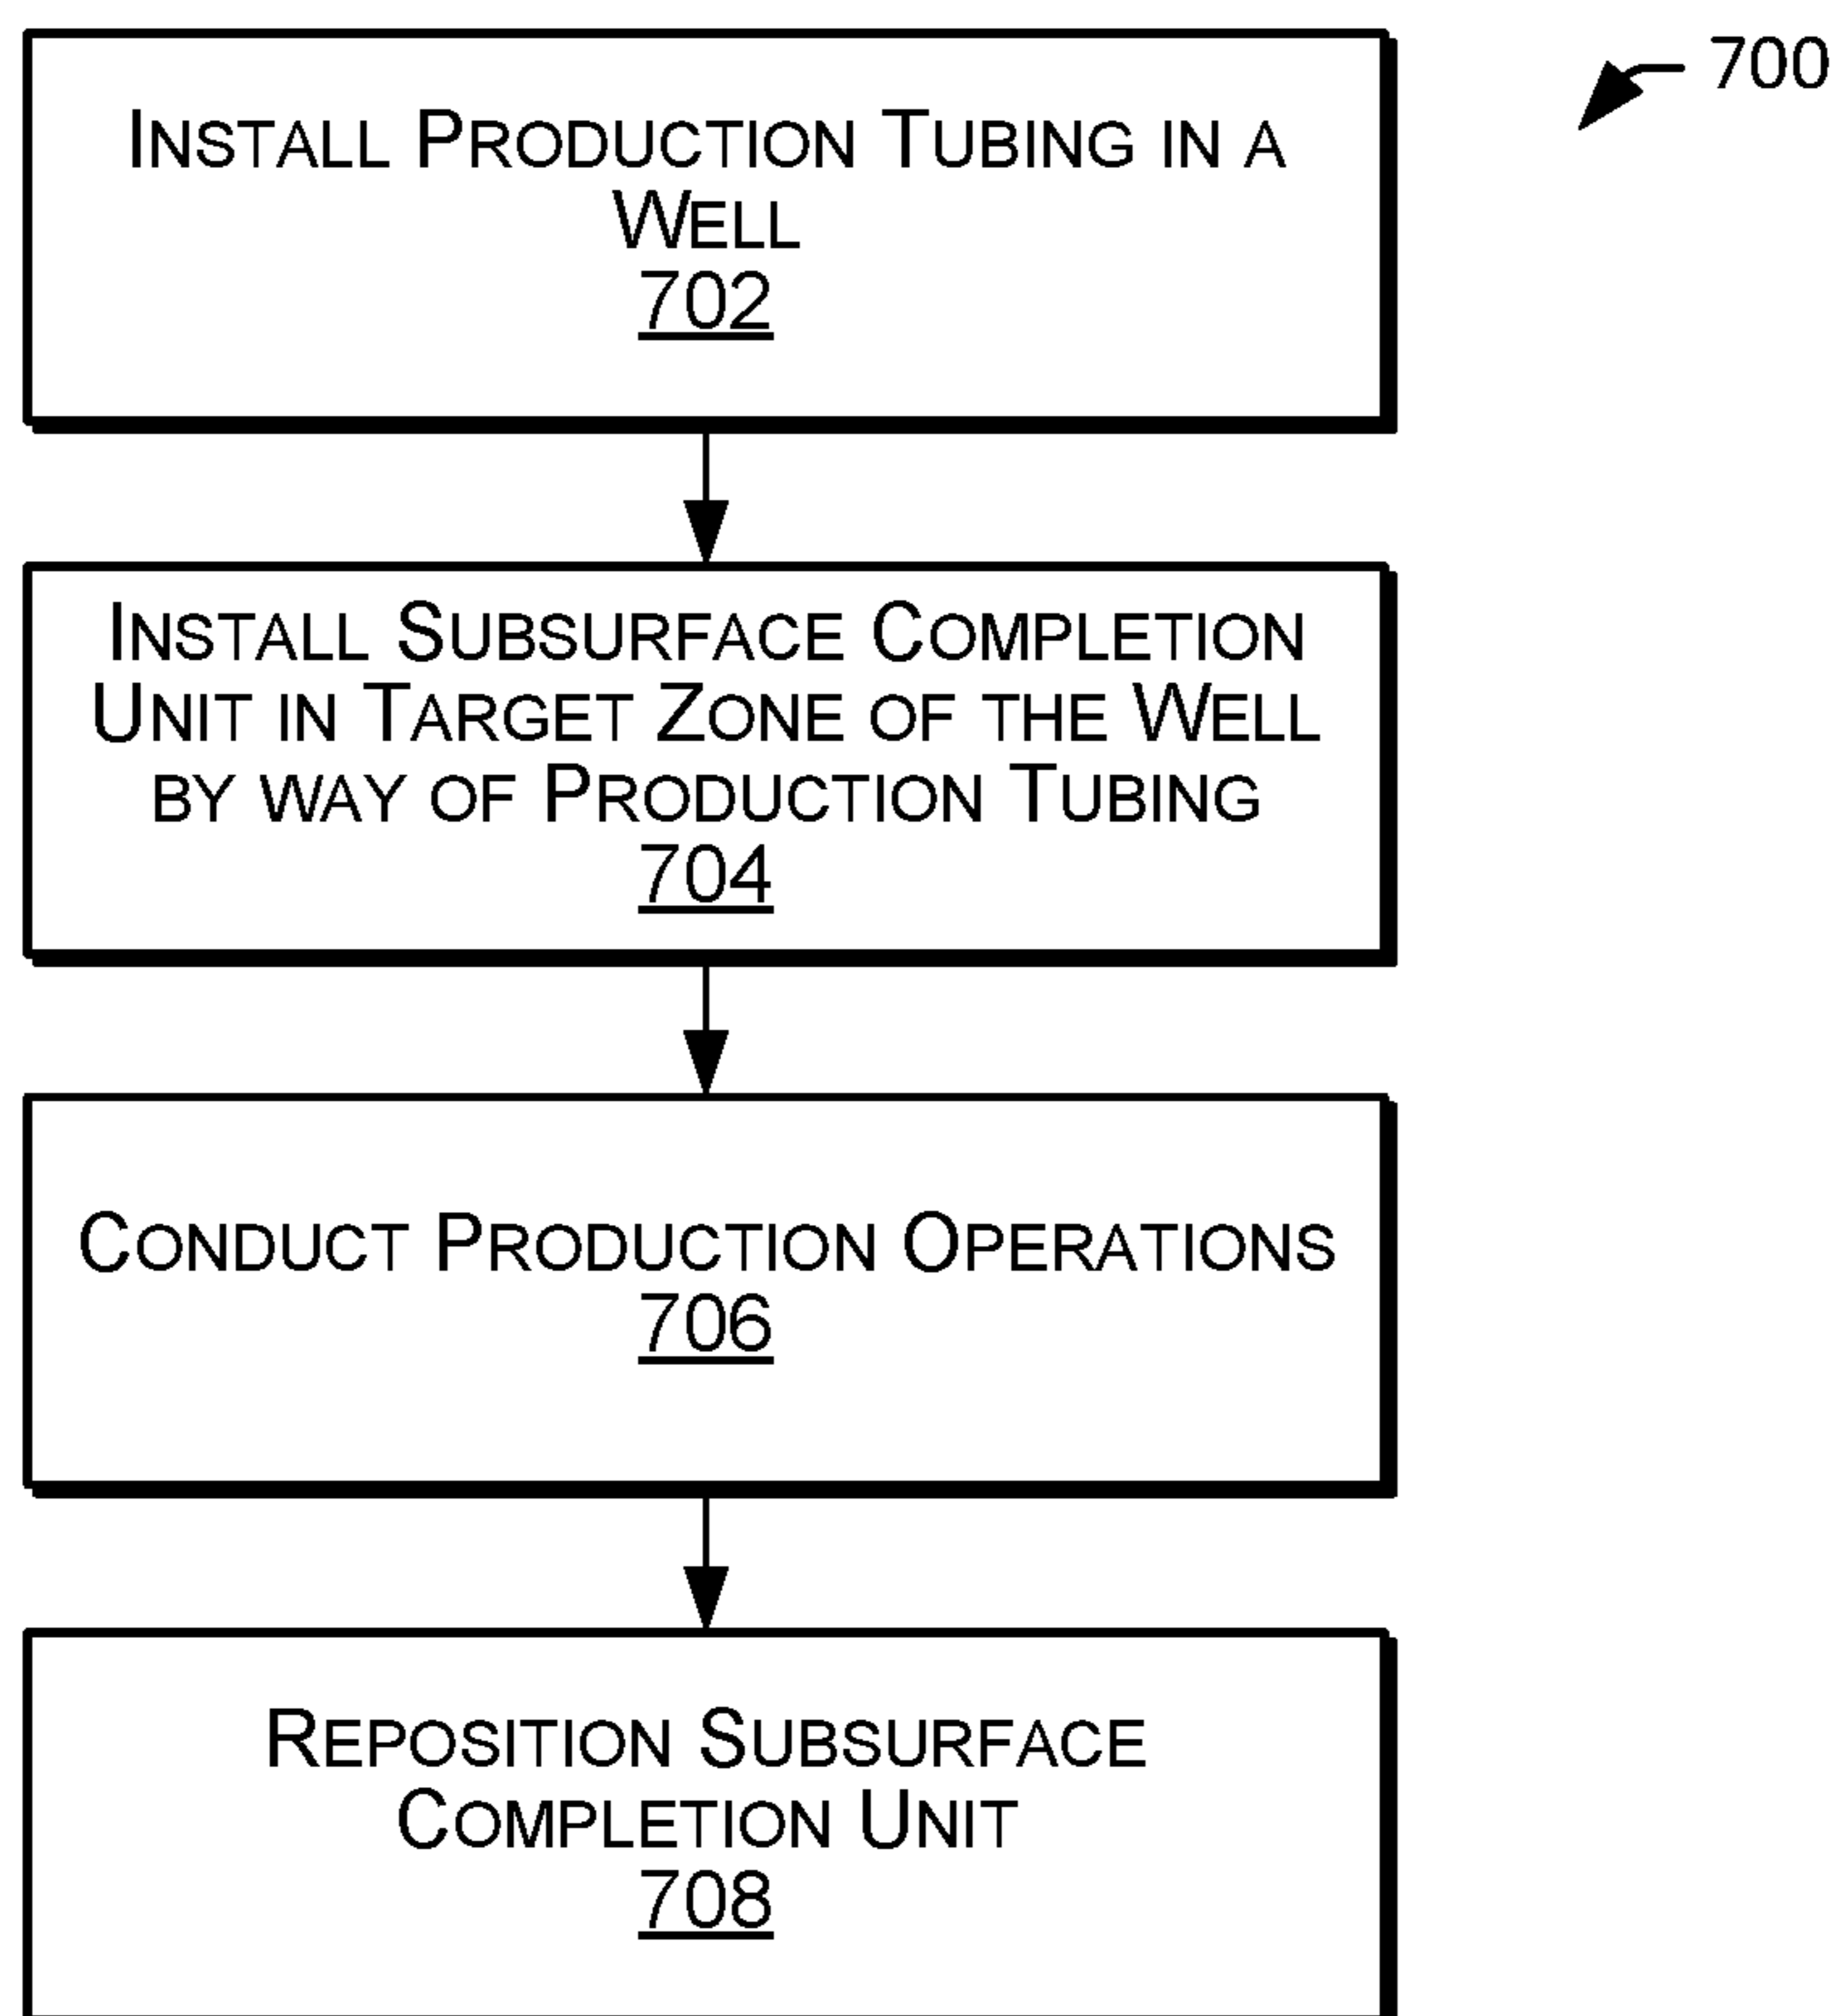 700
INSTALL PRODUCTION TUBING IN A
WELL
702
INSTALL SUBSURFACE COMPLETION
UNIT IN TARGET ZONE OF THE WELL
BY WAY OF PRODUCTION TUBING
704
CONDUCT PRODUCTION OPERATIONS
706
REPOSITION SUBSURFACE
COMPLETION UNIT
708